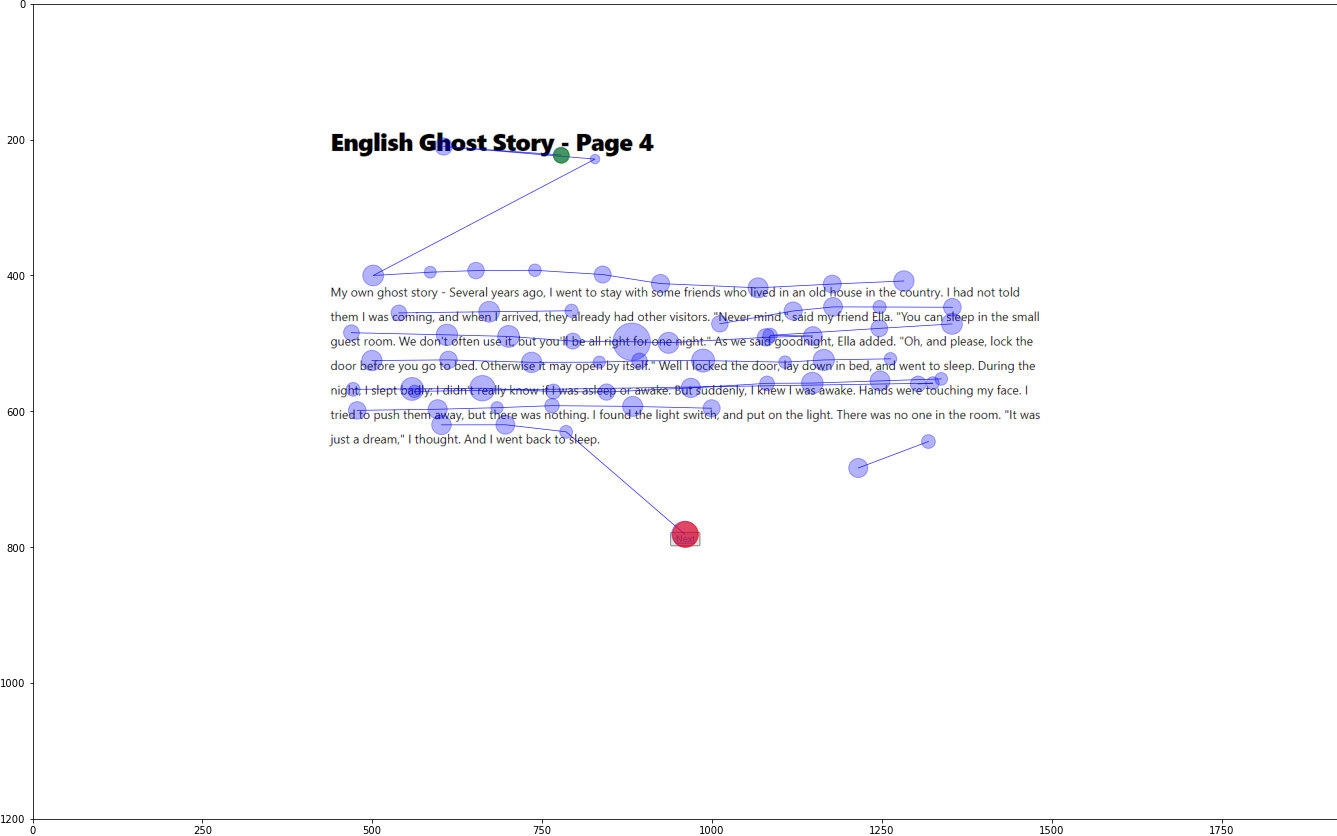 0
200
English Ghost Story - Page 4
400
My own ghost story - Several years ago, I went to stay with some friends who lived in an old house in the country. I had not told
them I was coming, and when I arrived, they already had other visitors. "Never mind," said my friend Ella. "You can sleep in the small
guest room. We don't often use it, but you'll be all right for one night." As we said goodnight, Ella added. "Oh, and please, lock the
door before you go to bed. Otherwise it may open by itself." Well I locked the door, lay down in bed, and went to sleep. During the
night, I slept badly; I didn't really know if I was asleep or awake. But suddenly, I knew I was awake. Hands were touching my face. I
600
tried to push them away, but there was nothing. I found the light switch, and put on the light. There was no one in the room. "It was
just a dream," I thought. And I went back to sleep.
Next
800
1000
1200
0 250 500 750 1000 1250 1500 1750